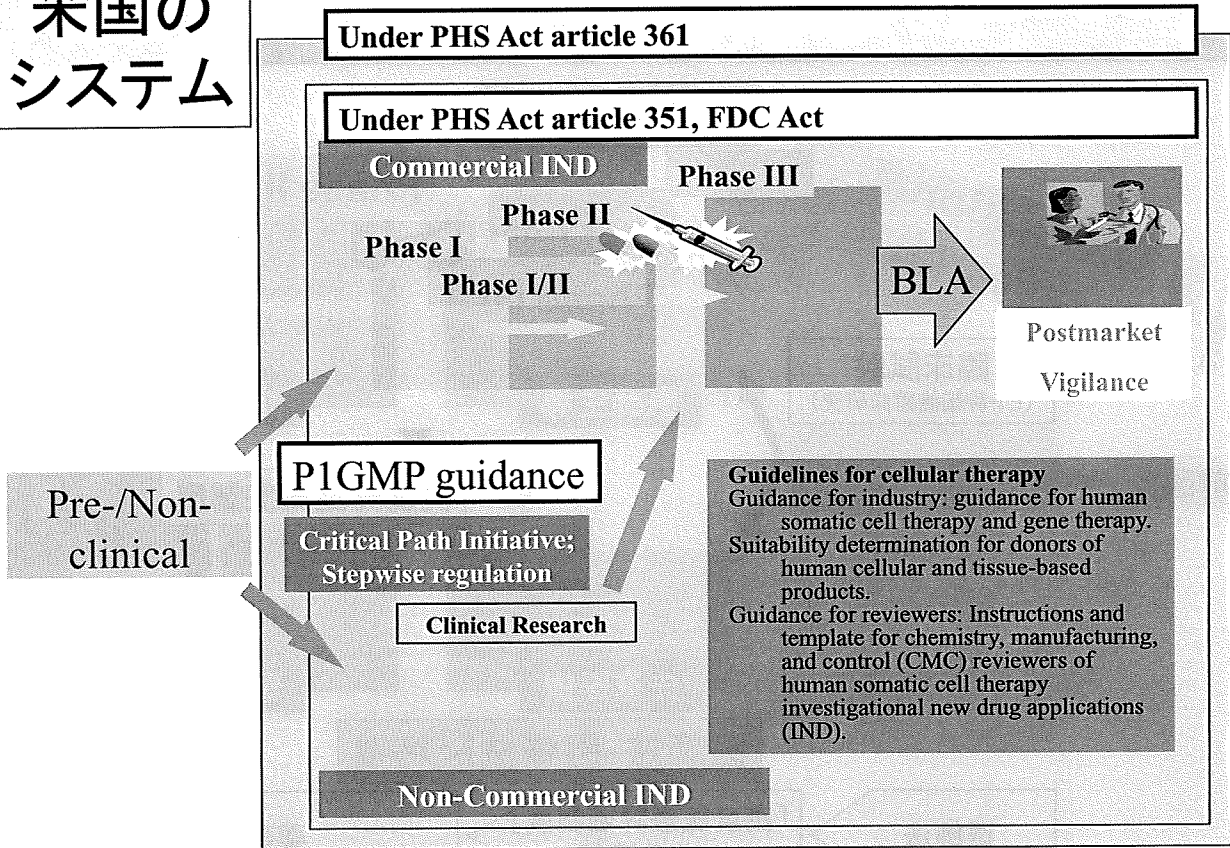 米国の
システム
Under PHS Act article 361
Under PHS Act article 351, FDC Act
Commercial IND
Phase III
Phase II
Phase I
Phase I/II
BLA
Postmarket
Vigilance
Pre-/Non-
clinical
P1GMP guidance
Critical Path Initiative;
Stepwise regulation
Clinical Research
Guidelines for cellular therapy
Guidance for industry: guidance for human
somatic cell therapy and gene therapy.
Suitability determination for donors of
human cellular and tissue-based
products.
Guidance for reviewers: Instructions and
template for chemistry, manufacturing,
and control (CMC) reviewers of
human somatic cell therapy
investigational new drug applications
(IND).
Non-Commercial IND